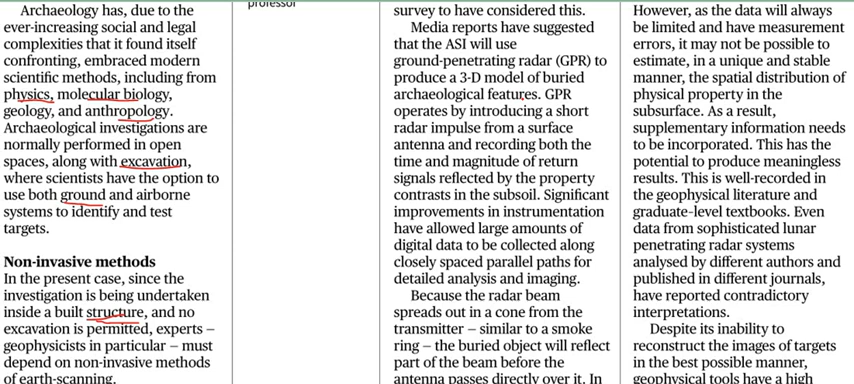 Archaeology has, due to the
ever-increasing social and legal
complexities that it found itself
confronting, embraced modern
scientific methods, including from
physics, molecular biology,
geology, and anthropology.
Archaeological investigations are
normally performed in open
spaces, along with excavation,
where scientists have the option to
use both ground and airborne
systems to identify and test
targets.
Non-invasive methods
In the present case, since the
investigation is being undertaken
inside a built structure, and no
excavation is permitted, experts –
geophysicists in particular – must
depend on non-invasive methods
of earth-scanning.
professor
survey to have considered this.
Media reports have suggested
that the ASI will use
ground-penetrating radar (GPR) to
produce a 3-D model of buried
archaeological features. GPR
operates by introducing a short
radar impulse from a surface
antenna and recording both the
time and magnitude of return
signals reflected by the property
contrasts in the subsoil. Significant
improvements in instrumentation
have allowed large amounts of
digital data to be collected along
closely spaced parallel paths for
detailed analysis and imaging.
Because the radar beam
spreads out in a cone from the
transmitter – similar to a smoke
ring – the buried object will reflect
part of the beam before the
antenna passes directly over it. In
However, as the data will always
be limited and have measurement
errors, it may not be possible to
estimate, in a unique and stable
manner, the spatial distribution of
physical property in the
subsurface. As a result,
supplementary information needs
to be incorporated. This has the
potential to produce meaningless
results. This is well-recorded in
the geophysical literature and
graduate-level textbooks. Even
data from sophisticated lunar
penetrating radar systems
analysed by different authors and
published in different journals,
have reported contradictory
interpretations.
Despite its inability to
reconstruct the images of targets
in the best possible manner,
geophysical tools have a high